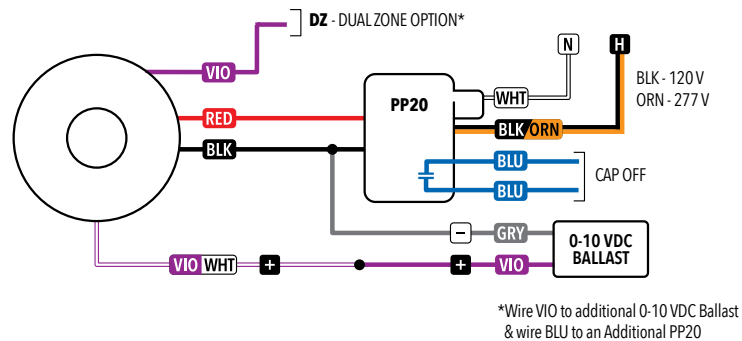 DZ - DUAL ZONE OPTION*
N
H
VIO
BLK - 120 V
ORN - 277 V
PP20
WHT
RED
BLK/ORN
BLK
BLU
CAP OFF
BLU
−
GRY
0-10 VDC
BALLAST
VIO WHT
+
+
VIO
*Wire VIO to additional 0-10 VDC Ballast
& wire BLU to an Additional PP20